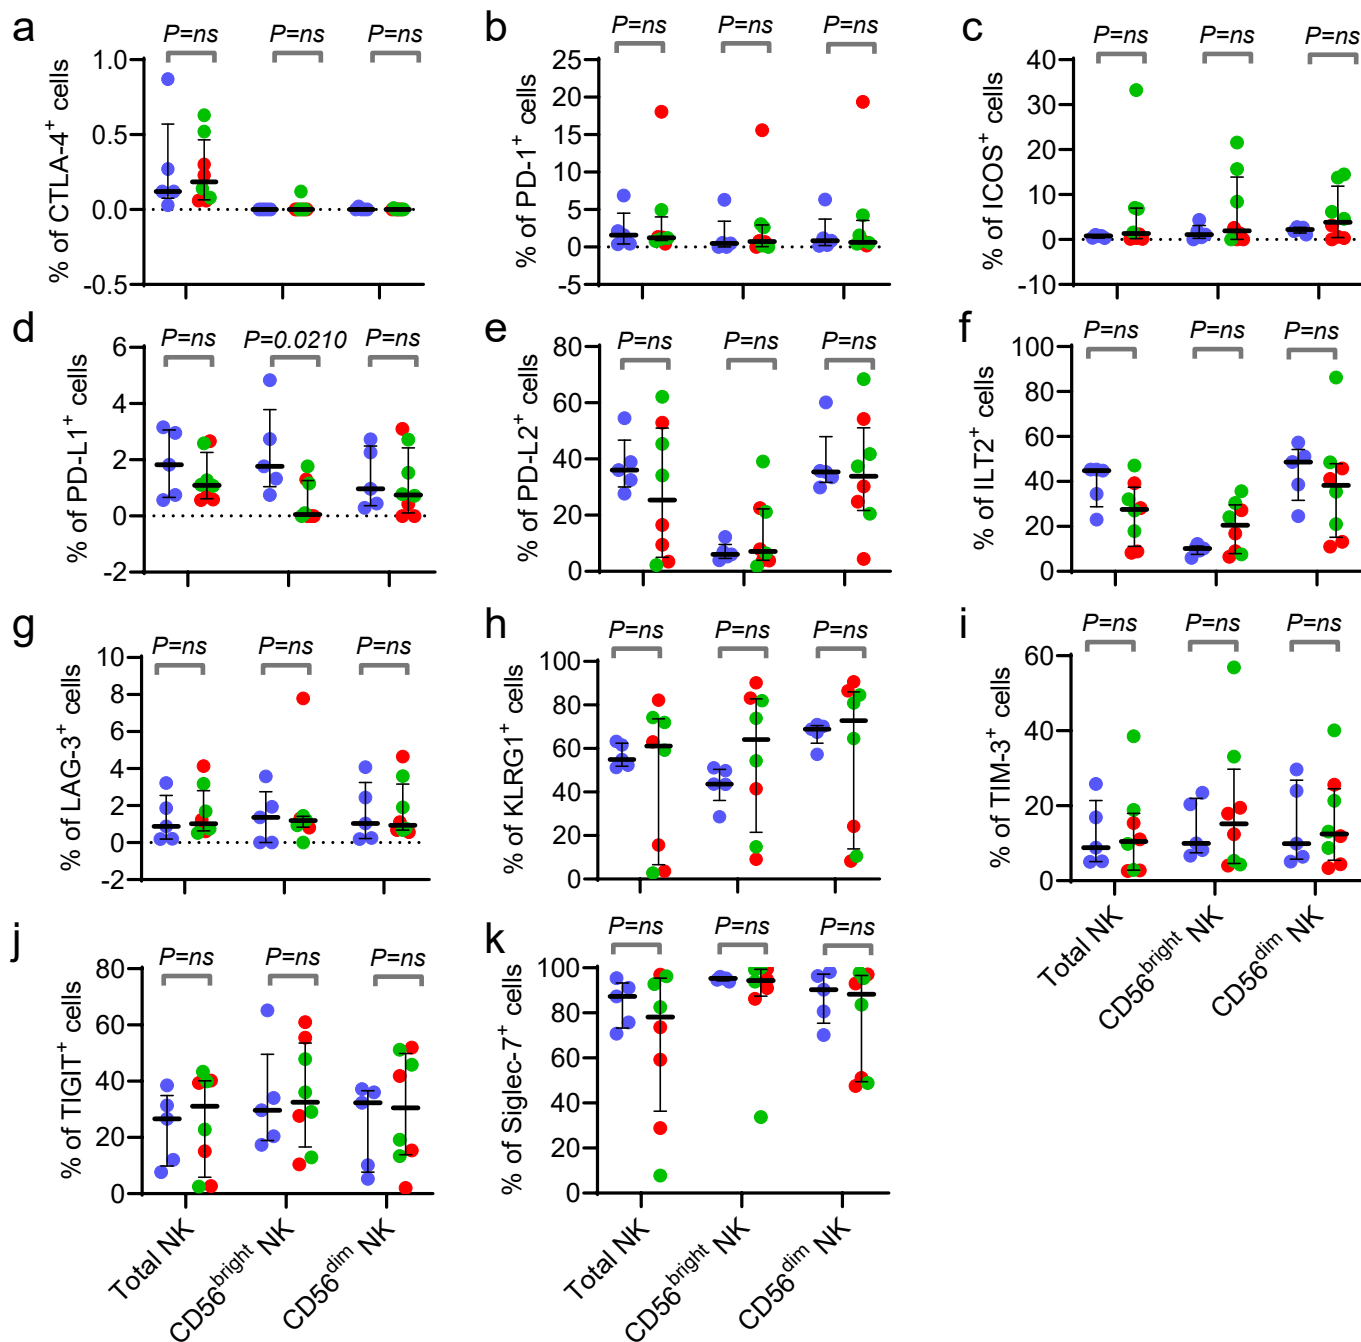 a
P=ns P=ns P=ns
% of CTLA-4+ cells
1.0
0.5
0.0
-0.5
b
P=ns P=ns P=ns
% of PD-1+ cells
25
20
15
10
5
0
-5
c
P=ns P=ns P=ns
% of ICOS+ cells
40
30
20
10
0
-10
d
P=ns P=0.0210 P=ns
% of PD-L1+ cells
6
4
2
0
-2
e
P=ns P=ns P=ns
% of PD-L2+ cells
80
60
40
20
0
f
P=ns P=ns P=ns
% of ILT2+ cells
100
80
60
40
20
0
g
P=ns P=ns P=ns
% of LAG-3+ cells
10
8
6
4
2
0
-2
h
P=ns P=ns P=ns
% of KLRG1+ cells
100
80
60
40
20
0
i
P=ns P=ns P=ns
% of TIM-3+ cells
60
40
20
0
Total NK
CD56bright NK
CD56dim NK
j
P=ns P=ns P=ns
% of TIGIT+ cells
80
60
40
20
0
Total NK
CD56bright NK
CD56dim NK
k
P=ns P=ns P=ns
% of Siglec-7+ cells
100
80
60
40
20
0
Total NK
CD56bright NK
CD56dim NK